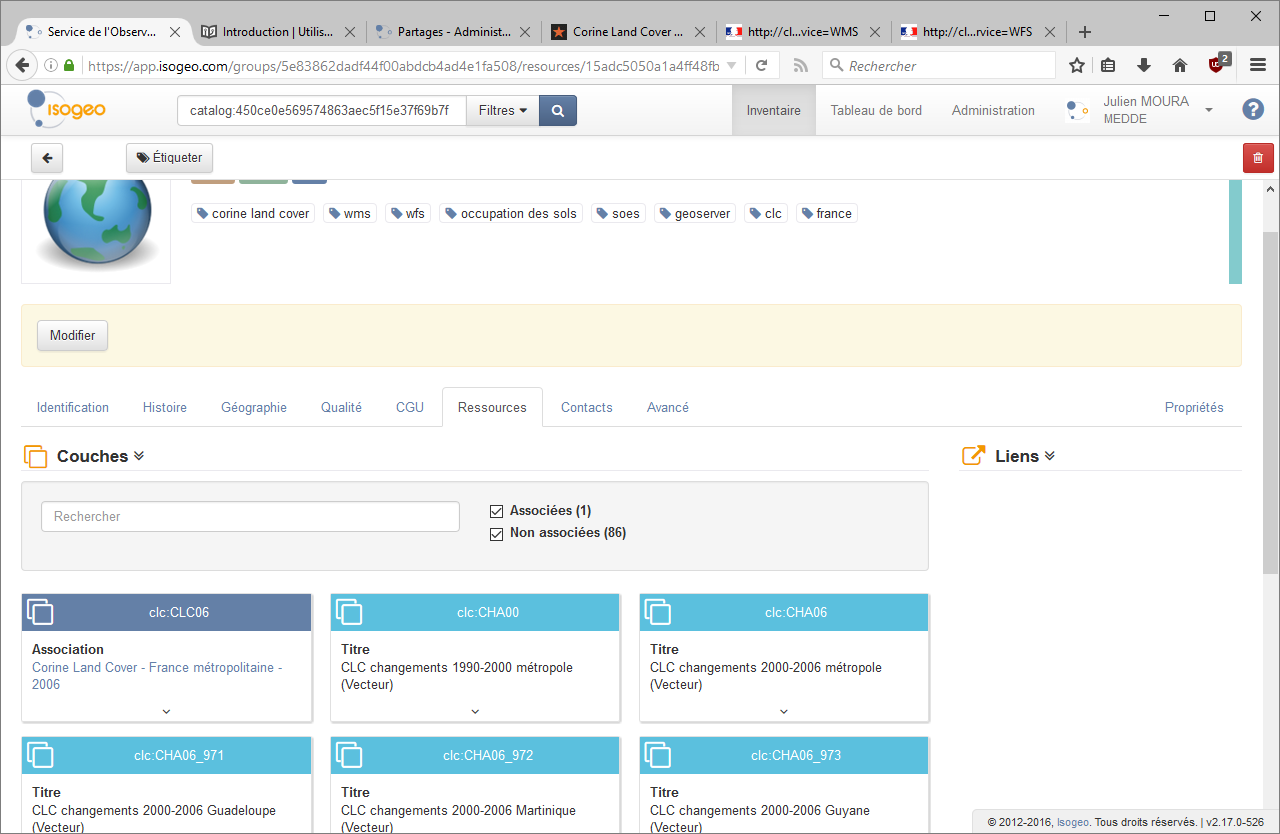 Service de l'Observ...
Introduction | Utilis...
Partages - Administ...
Corine Land Cover ...
http://cl...vice=WMS
http://cl...rvice=WFS
https://app.isogeo.com/groups/5e83862dadf44f00abdcb4ad4e1fa508/resources/15adc5050a1a4ff48fb
Rechercher
2
isogeo
catalog:450ce0e569574863aec5f15e37f69b7f
Filtres
Inventaire
Tableau de bord
Administration
Julien MOURA
MEDDE
?
Étiqueter
corine land cover
wms
wfs
occupation des sols
soes
geoserver
clc
france
Modifier
Identification
Histoire
Géographie
Qualité
CGU
Ressources
Contacts
Avancé
Propriétés
Couches
Liens
Rechercher
Associées (1)
Non associées (86)
clc:CLC06
Association
Corine Land Cover - France métropolitaine -
2006
clc:CHA00
Titre
CLC changements 1990-2000 métropole
(Vecteur)
clc:CHA06
Titre
CLC changements 2000-2006 métropole
(Vecteur)
clc:CHA06_971
Titre
CLC changements 2000-2006 Guadeloupe
(Vecteur)
clc:CHA06_972
Titre
CLC changements 2000-2006 Martinique
(Vecteur)
clc:CHA06_973
Titre
CLC changements 2000-2006 Guyane
(Vecteur)
© 2012-2016, Isogeo. Tous droits réservés. | v2.17.0-526